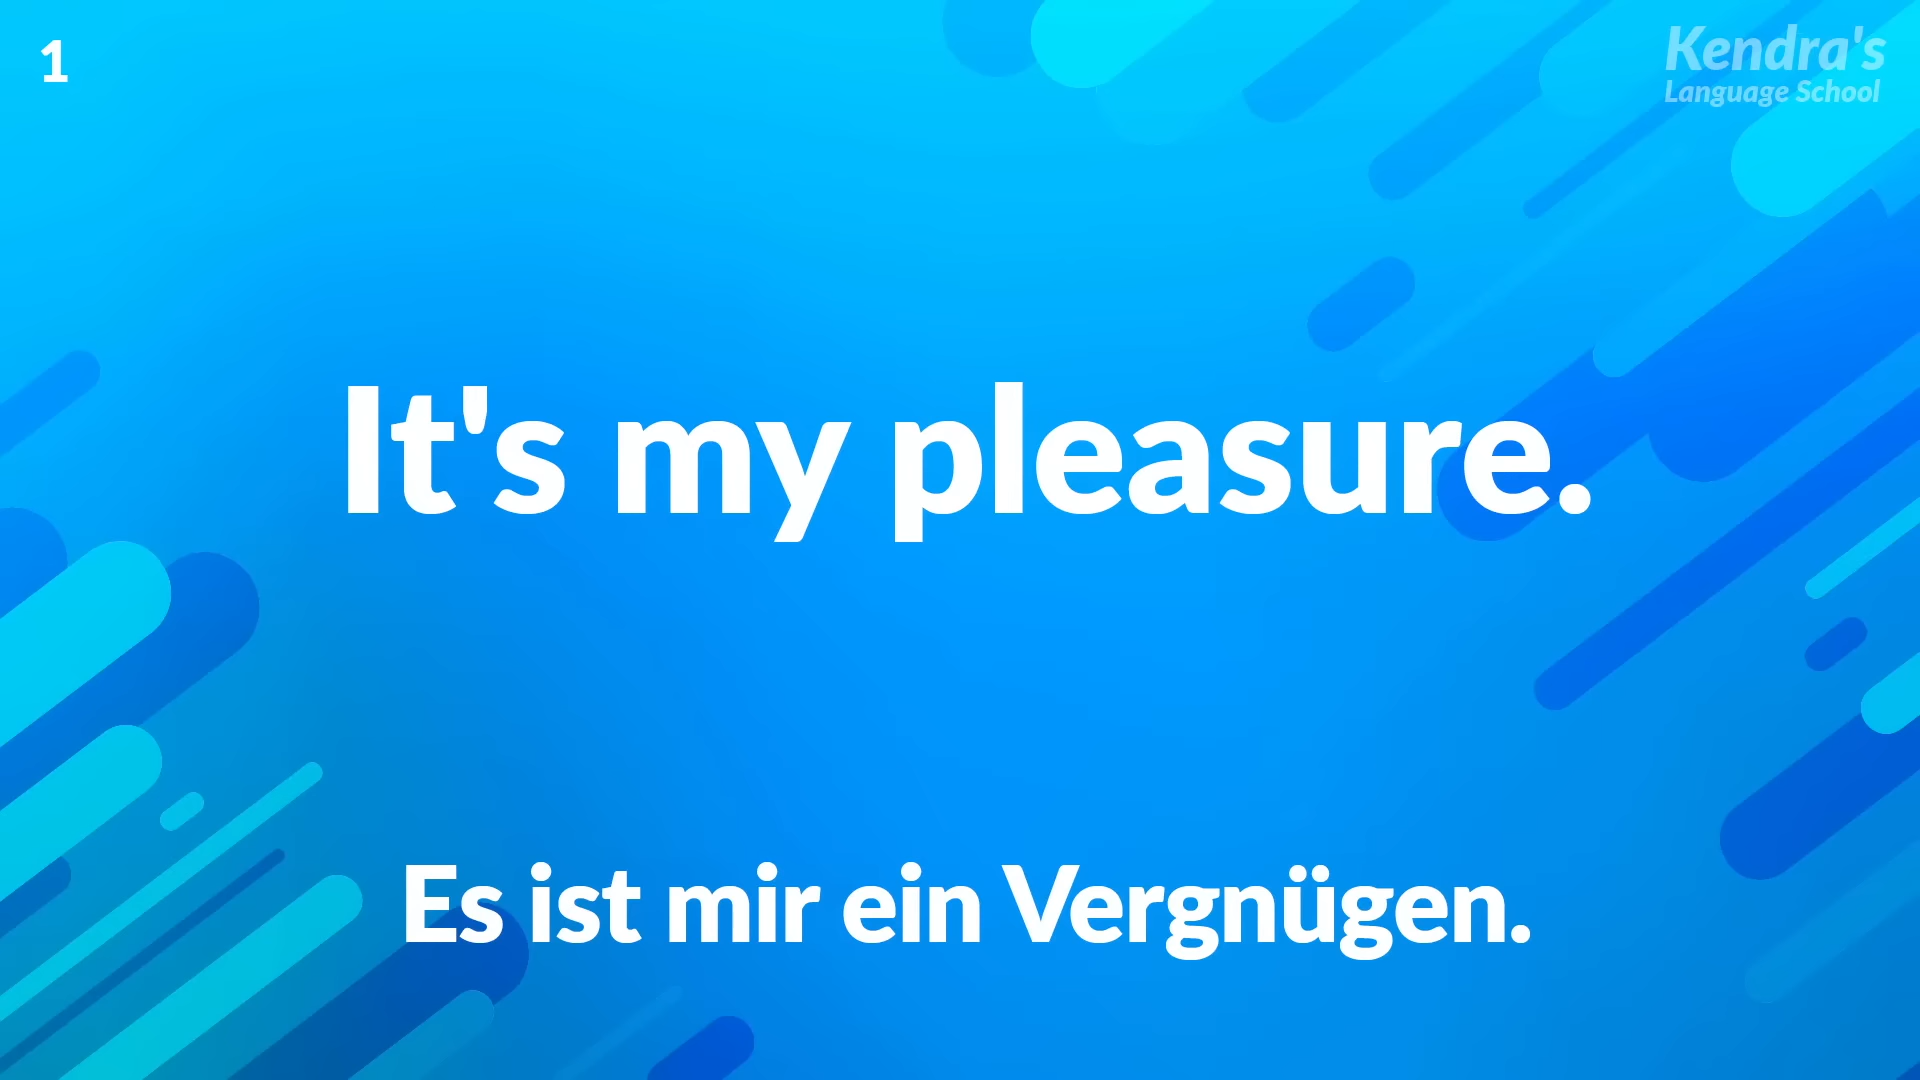 1
Kendra's
Language School
It's my pleasure.
Es ist mir ein Vergnügen.